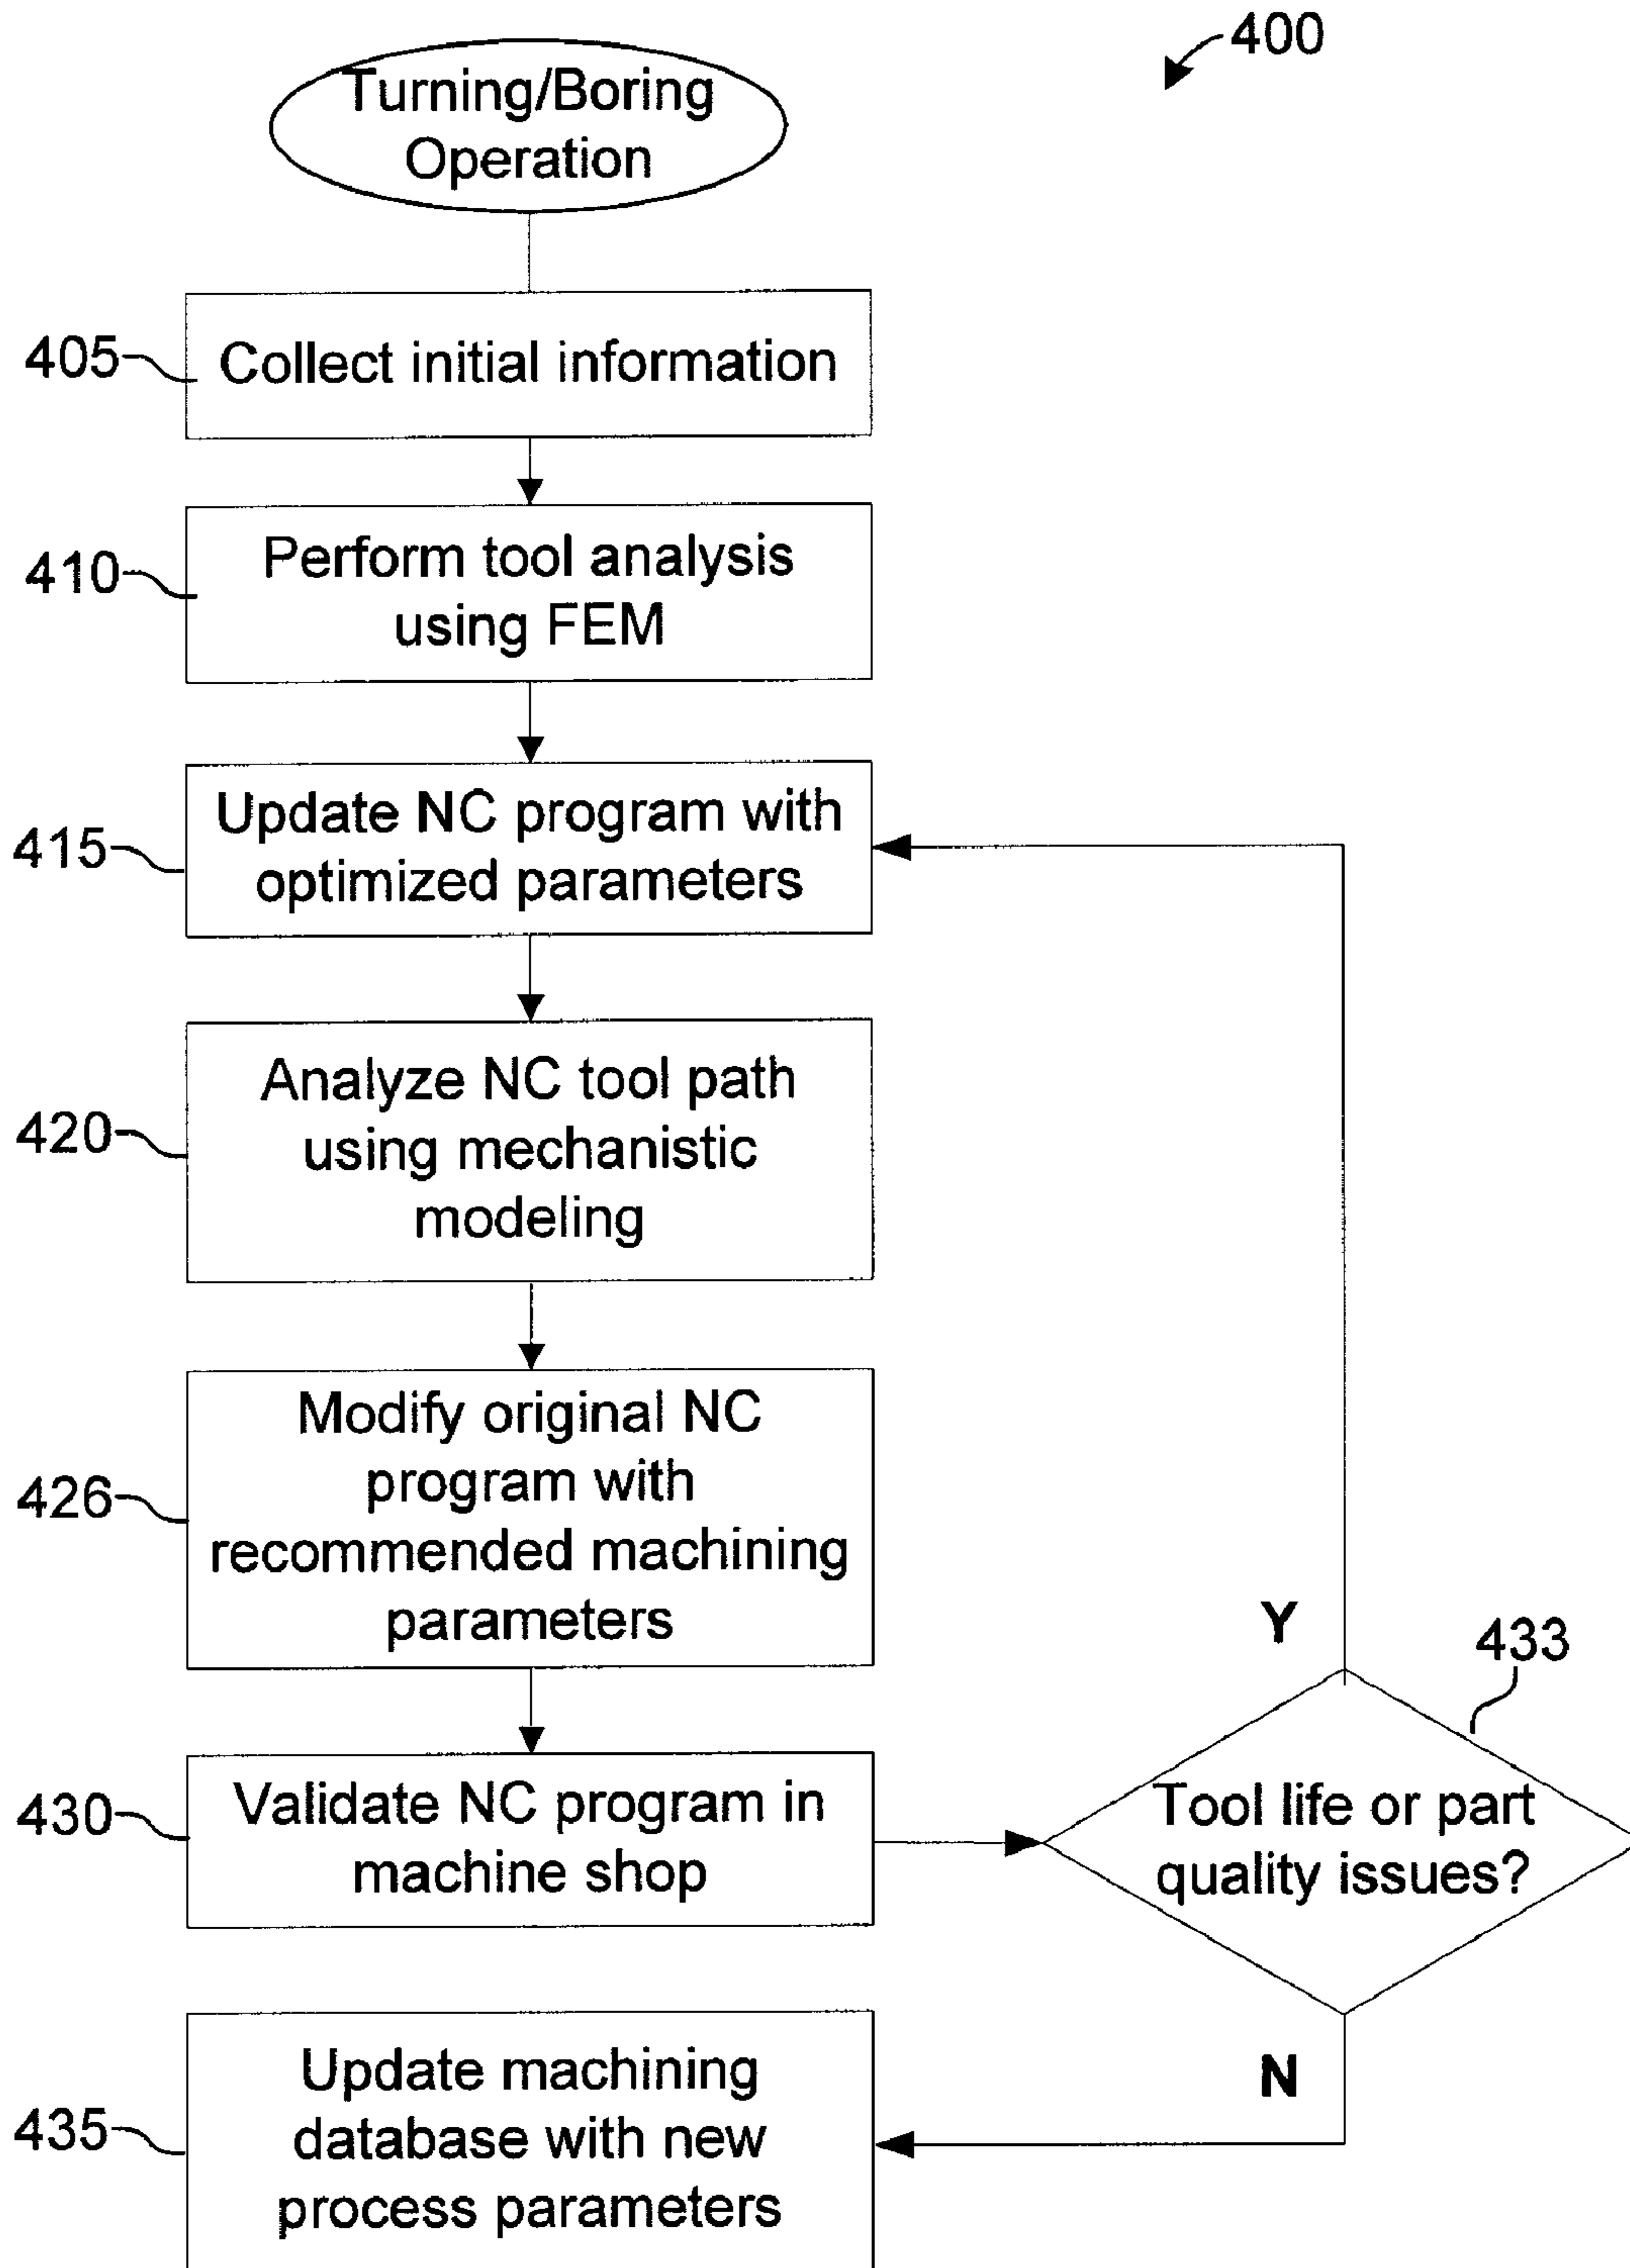 400
Turning/Boring
Operation
405
Collect initial information
410
Perform tool analysis
using FEM
415
Update NC program with
optimized parameters
420
Analyze NC tool path
using mechanistic
modeling
426
Modify original NC
program with
recommended machining
parameters
Y
433
430
Validate NC program in
machine shop
Tool life or part
quality issues?
N
435
Update machining
database with new
process parameters